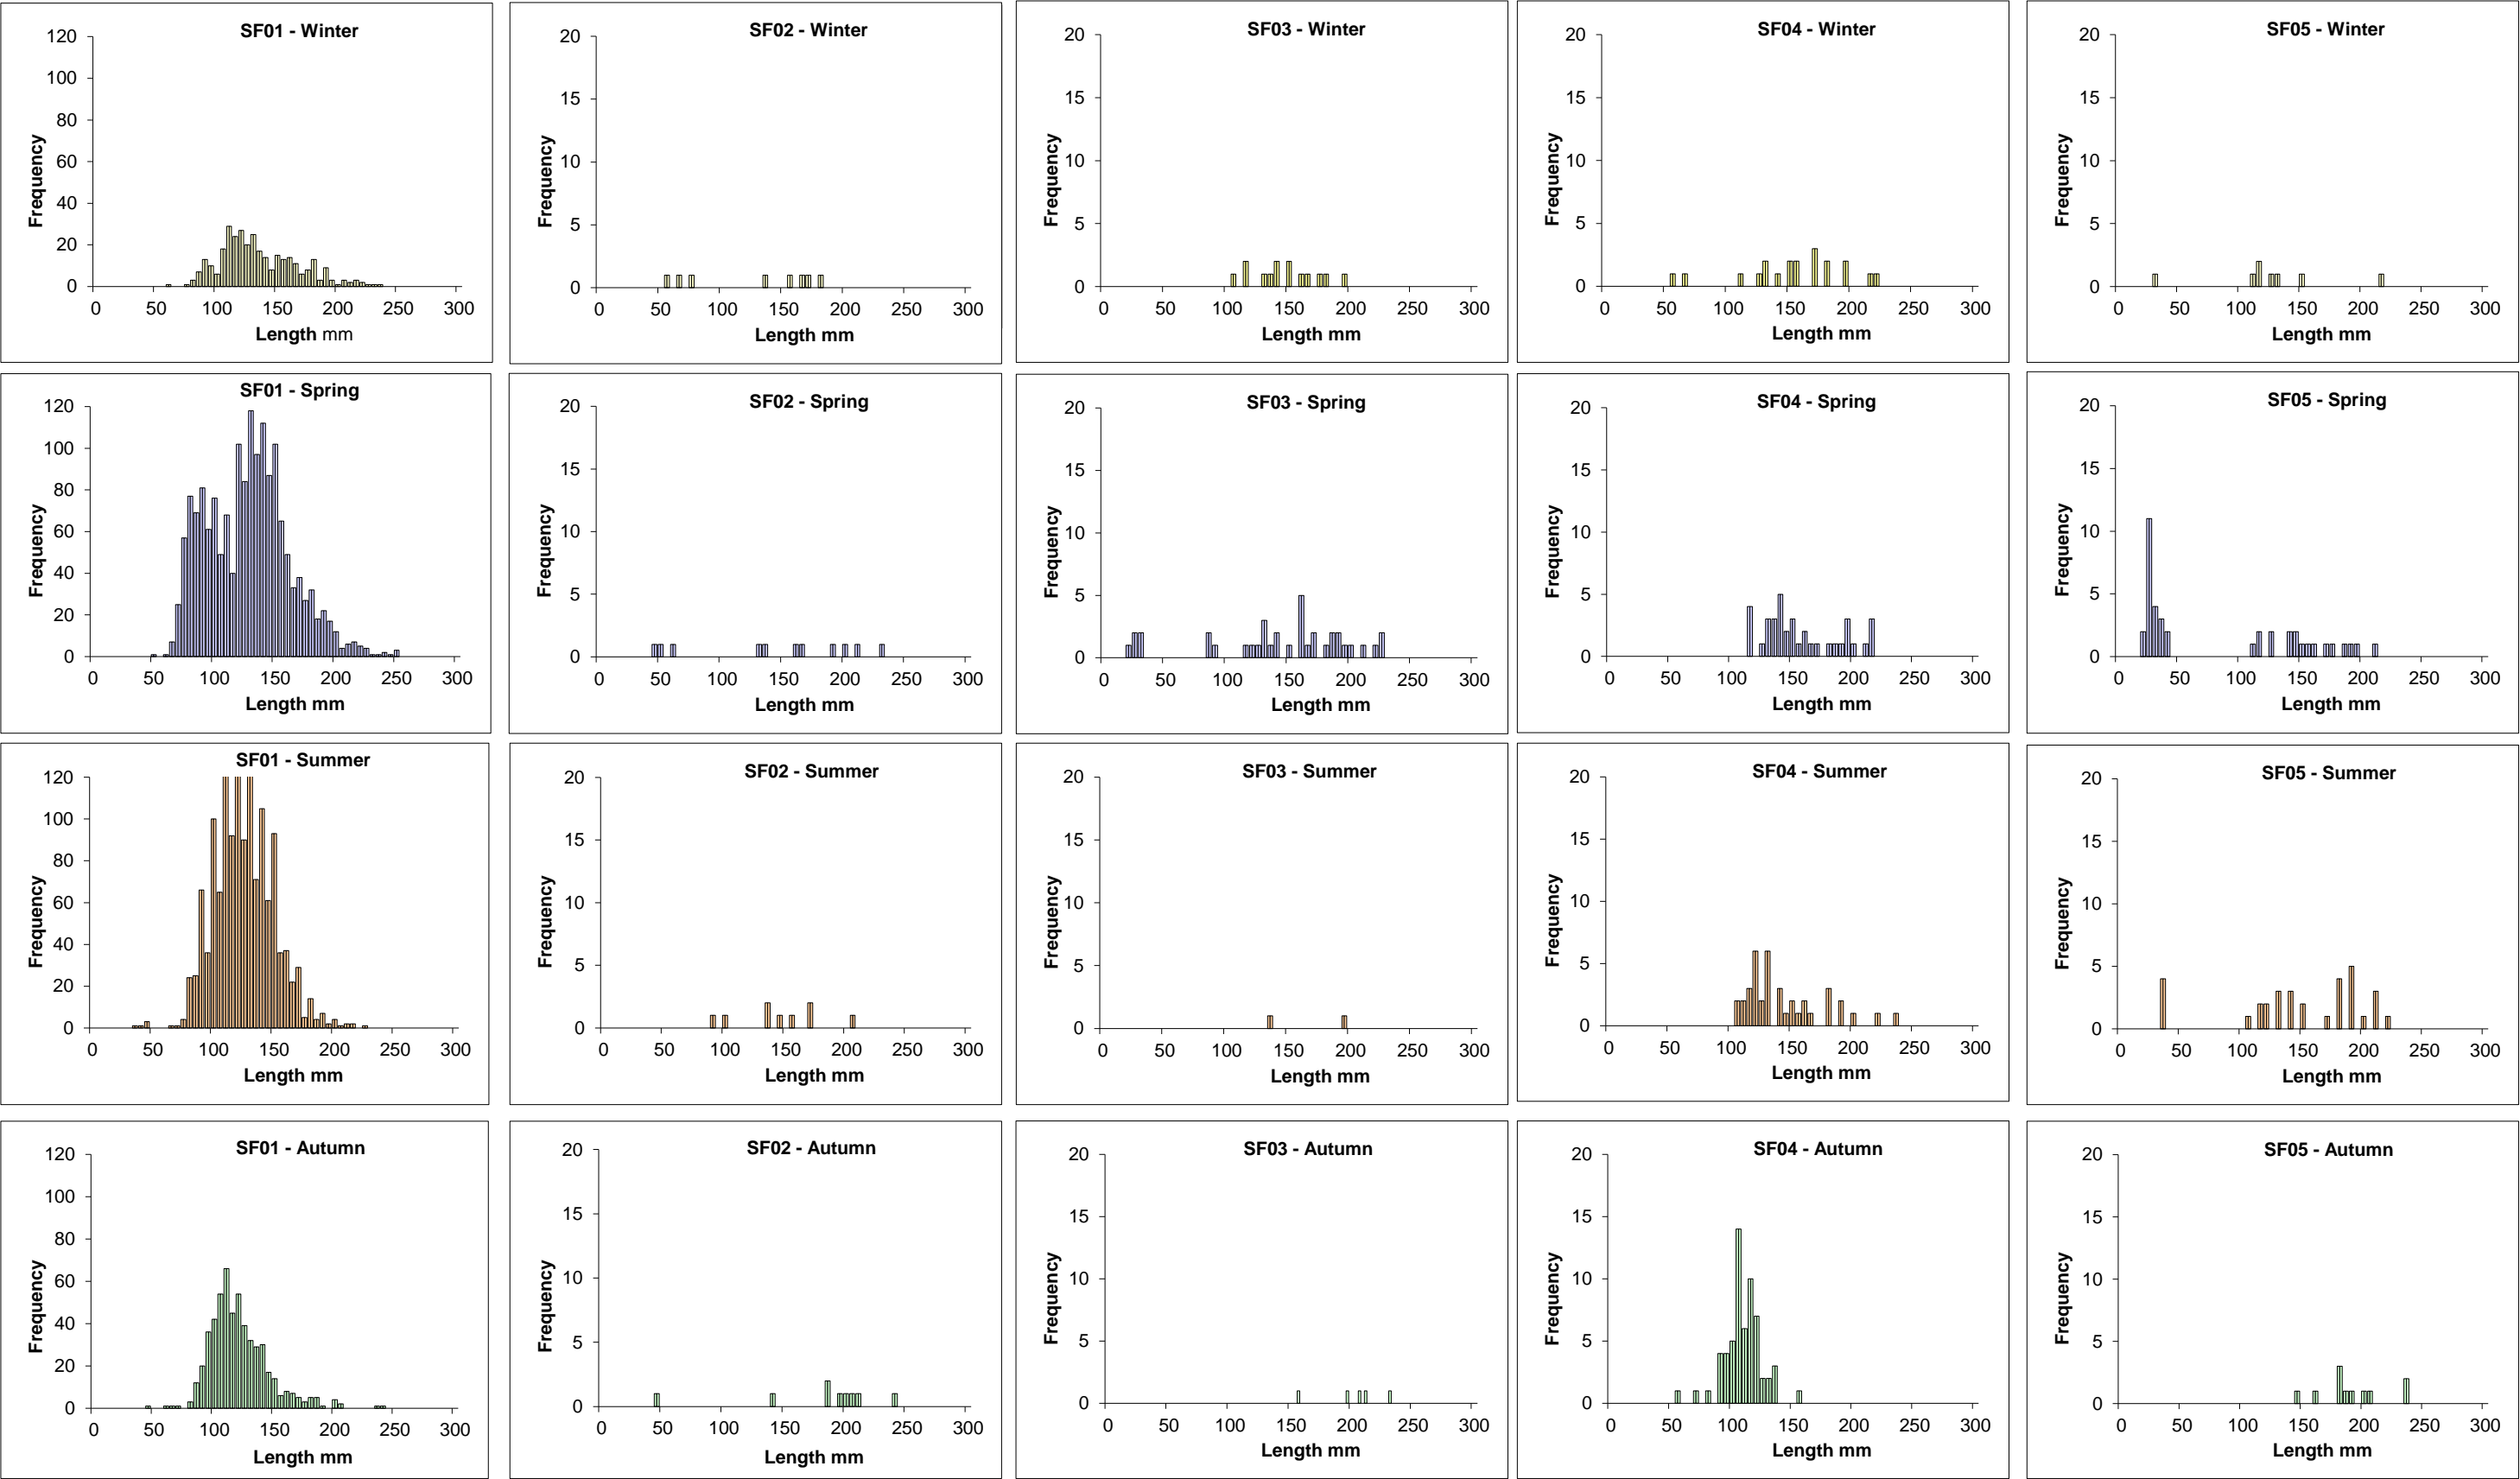 SF01 - Winter
120
100
80
60
40
20
0
Frequency
0 50 100 150 200 250 300
Length mm
SF02 - Winter
20
15
10
5
0
Frequency
0 50 100 150 200 250 300
Length mm
SF03 - Winter
20
15
10
5
0
Frequency
0 50 100 150 200 250 300
Length mm
SF04 - Winter
20
15
10
5
0
Frequency
0 50 100 150 200 250 300
Length mm
SF05 - Winter
20
15
10
5
0
Frequency
0 50 100 150 200 250 300
Length mm
SF01 - Spring
120
100
80
60
40
20
0
Frequency
0 50 100 150 200 250 300
Length mm
SF02 - Spring
20
15
10
5
0
Frequency
0 50 100 150 200 250 300
Length mm
SF03 - Spring
20
15
10
5
0
Frequency
0 50 100 150 200 250 300
Length mm
SF04 - Spring
20
15
10
5
0
Frequency
0 50 100 150 200 250 300
Length mm
SF05 - Spring
20
15
10
5
0
Frequency
0 50 100 150 200 250 300
Length mm
SF01 - Summer
120
100
80
60
40
20
0
Frequency
0 50 100 150 200 250 300
Length mm
SF02 - Summer
20
15
10
5
0
Frequency
0 50 100 150 200 250 300
Length mm
SF03 - Summer
20
15
10
5
0
Frequency
0 50 100 150 200 250 300
Length mm
SF04 - Summer
20
15
10
5
0
Frequency
0 50 100 150 200 250 300
Length mm
SF05 - Summer
20
15
10
5
0
Frequency
0 50 100 150 200 250 300
Length mm
SF01 - Autumn
120
100
80
60
40
20
0
Frequency
0 50 100 150 200 250 300
Length mm
SF02 - Autumn
20
15
10
5
0
Frequency
0 50 100 150 200 250 300
Length mm
SF03 - Autumn
20
15
10
5
0
Frequency
0 50 100 150 200 250 300
Length mm
SF04 - Autumn
20
15
10
5
0
Frequency
0 50 100 150 200 250 300
Length mm
SF05 - Autumn
20
15
10
5
0
Frequency
0 50 100 150 200 250 300
Length mm